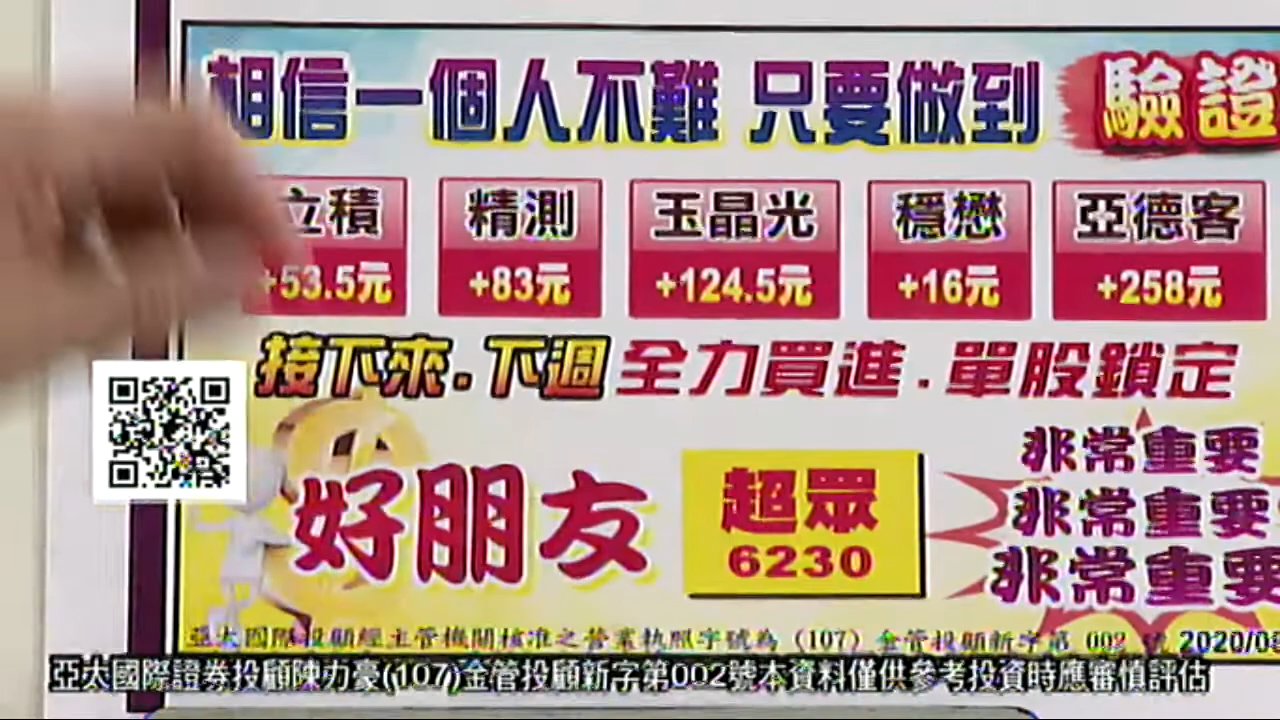 相信一個人不難 只要做到 驗證
立積 精測 玉晶光 穩懋 亞德客
+53.5元 +83元 +124.5元 +16元 +258元
接下來.下週全力買進.單股鎖定
好朋友 超眾 6230
非常重要
非常重要
非常重要
亞太國際投顧經主管機關核准之營業執照字號為 (107) 金管投顧新字第 002 號 2020/08
亞太國際證券投顧陳力豪(107)金管投顧新字第002號本資料僅供參考投資時應審慎評估